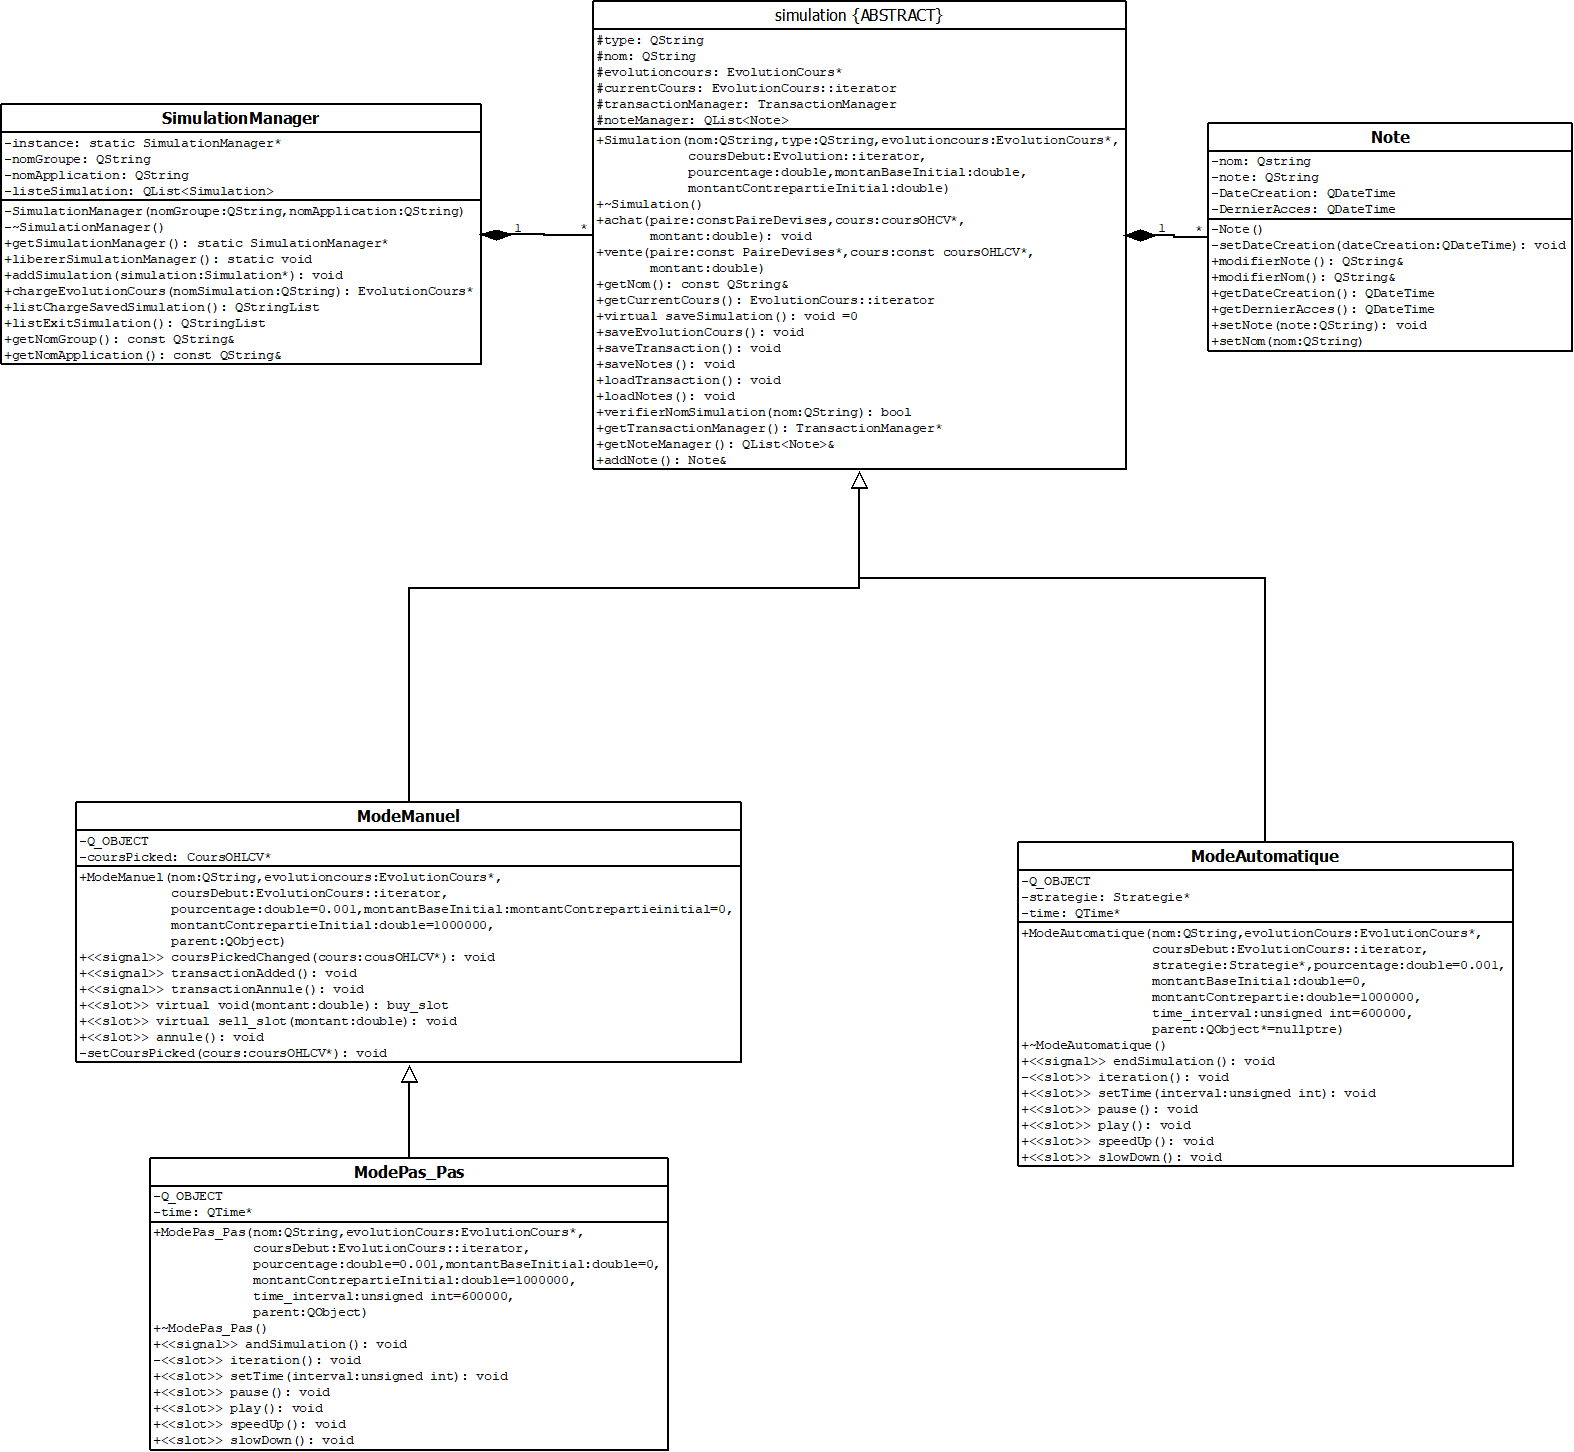 simulation {ABSTRACT}
#type: QString
#nom: QString
#evolutioncours: EvolutionCours*
#currentCours: EvolutionCours::iterator
#transactionManager: TransactionManager
#noteManager: QList<Note>
+Simulation(nom:QString,type:QString,evolutioncours:EvolutionCours*,
coursDebut:Evolution::iterator,
pourcentage:double,montanBaseInitial:double,
montantContrepartieInitial:double)
+~Simulation()
+achat(paire:constPaireDevises,cours:coursOHCV*,
montant:double): void
+vente(paire:const PaireDevises*,cours:const coursOHLCV*,
montant:double)
+getNom(): const QString&
+getCurrentCours(): EvolutionCours::iterator
+virtual saveSimulation(): void =0
+saveEvolutionCours(): void
+saveTransaction(): void
+saveNotes(): void
+loadTransaction(): void
+loadNotes(): void
+verifierNomSimulation(nom:QString): bool
+getTransactionManager(): TransactionManager*
+getNoteManager(): QList<Note>&
+addNote(): Note&
SimulationManager
-instance: static SimulationManager*
-nomGroupe: QString
-nomApplication: QString
-listeSimulation: QList<Simulation>
-SimulationManager(nomGroupe:QString,nomApplication:QString)
-~SimulationManager()
+getSimulationManager(): static SimulationManager*
+libererSimulationManager(): static void
+addSimulation(simulation:Simulation*): void
+chargeEvolutionCours(nomSimulation:QString): EvolutionCours*
+listChargeSavedSimulation(): QStringList
+listExitSimulation(): QStringList
+getNomGroup(): const QString&
+getNomApplication(): const QString&
1 *
1 *
Note
-nom: Qstring
-note: QString
-DateCreation: QDateTime
-DernierAcces: QDateTime
-Note()
-setDateCreation(dateCreation:QDateTime): void
+modifierNote(): QString&
+modifierNom(): QString&
+getDateCreation(): QDateTime
+getDernierAcces(): QDateTime
+setNote(note:QString): void
+setNom(nom:QString)
ModeManuel
-Q_OBJECT
-coursPicked: CoursOHLCV*
+ModeManuel(nom:QString,evolutioncours:EvolutionCours*,
coursDebut:EvolutionCours::iterator,
pourcentage:double=0.001,montantBaseInitial:montantContrepartieinitial=0,
montantContrepartieInitial:double=1000000,
parent:QObject)
+<<signal>> coursPickedChanged(cours:cousOHLCV*): void
+<<signal>> transactionAdded(): void
+<<signal>> transactionAnnule(): void
+<<slot>> virtual void(montant:double): buy_slot
+<<slot>> virtual sell_slot(montant:double): void
+<<slot>> annule(): void
-setCoursPicked(cours:coursOHLCV*): void
ModeAutomatique
-Q_OBJECT
-strategie: Strategie*
-time: QTime*
+ModeAutomatique(nom:QString,evolutionCours:EvolutionCours*,
coursDebut:EvolutionCours::iterator,
strategie:Strategie*,pourcentage:double=0.001,
montantBaseInitial:double=0,
montantContrepartie:double=1000000,
time_interval:unsigned int=600000,
parent:QObject*=nullptre)
+~ModeAutomatique()
+<<signal>> endSimulation(): void
-<<slot>> iteration(): void
+<<slot>> setTime(interval:unsigned int): void
+<<slot>> pause(): void
+<<slot>> play(): void
+<<slot>> speedUp(): void
+<<slot>> slowDown(): void
ModePas_Pas
-Q_OBJECT
-time: QTime*
+ModePas_Pas(nom:QString,evolutionCours:EvolutionCours*,
coursDebut:EvolutionCours::iterator,
pourcentage:double=0.001,montantBaseInitial:double=0,
montantContrepartieInitial:double=1000000,
time_interval:unsigned int=600000,
parent:QObject)
+~ModePas_Pas()
+<<signal>> andSimulation(): void
-<<slot>> iteration(): void
+<<slot>> setTime(interval:unsigned int): void
+<<slot>> pause(): void
+<<slot>> play(): void
+<<slot>> speedUp(): void
+<<slot>> slowDown(): void